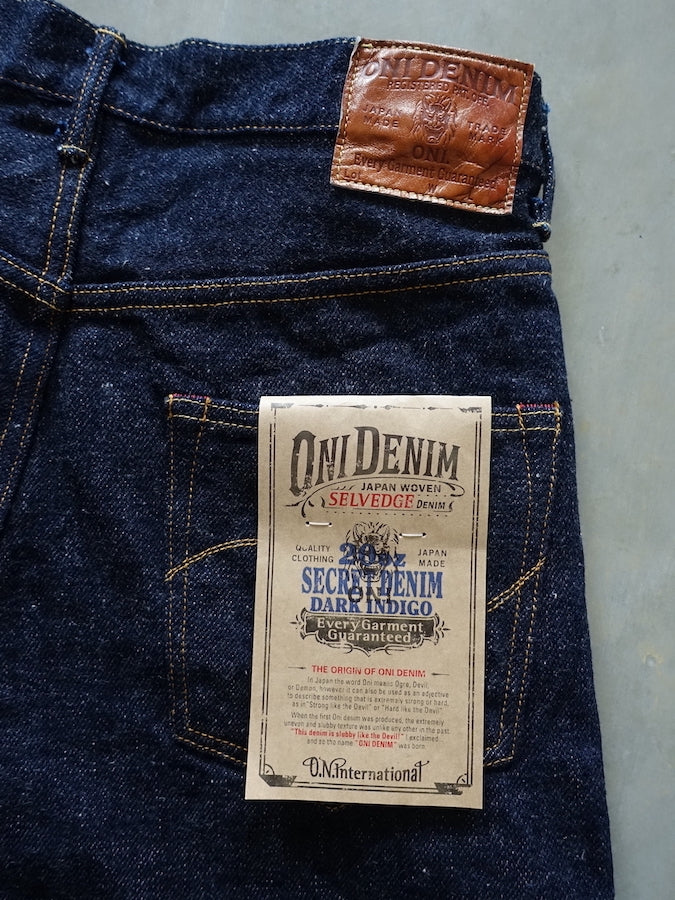 ONI DENIM
REGISTERED PAT. OFF.
JAPAN MADE
TRADE MARK
ONI
Every Garment Guaranteed
LOT W L
ONI DENIM
JAPAN WOVEN
SELVEDGE DENIM
QUALITY CLOTHING
20oz
JAPAN MADE
SECRET DENIM
ONI
DARK INDIGO
Every Garment
Guaranteed
THE ORIGIN OF ONI DENIM
In Japan the word Oni means Ogre, Devil,
or Demon, however it can also be used as an adjective
to describe something that is extremely strong or hard,
as in "Strong like the Devil" or "Hard like the Devil".
When the first Oni denim was produced, the extremely
uneven and slubby texture was unlike any other in the past.
"This denim is slubby like the Devil!" I exclaimed...
and so the name "ONI DENIM" was born.
O.N.International